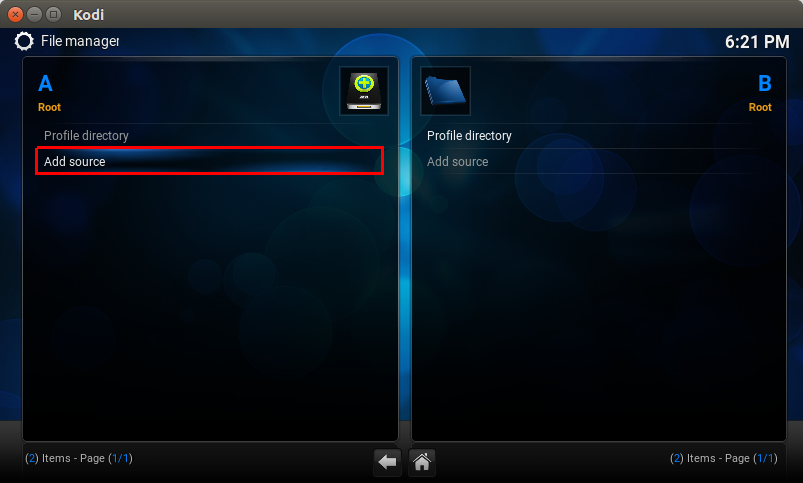 Kodi
File manager
6:21 PM
A
Root
Profile directory
Add source
B
Root
Profile directory
Add source
(2) Items - Page (1/1)
(2) Items - Page (1/1)